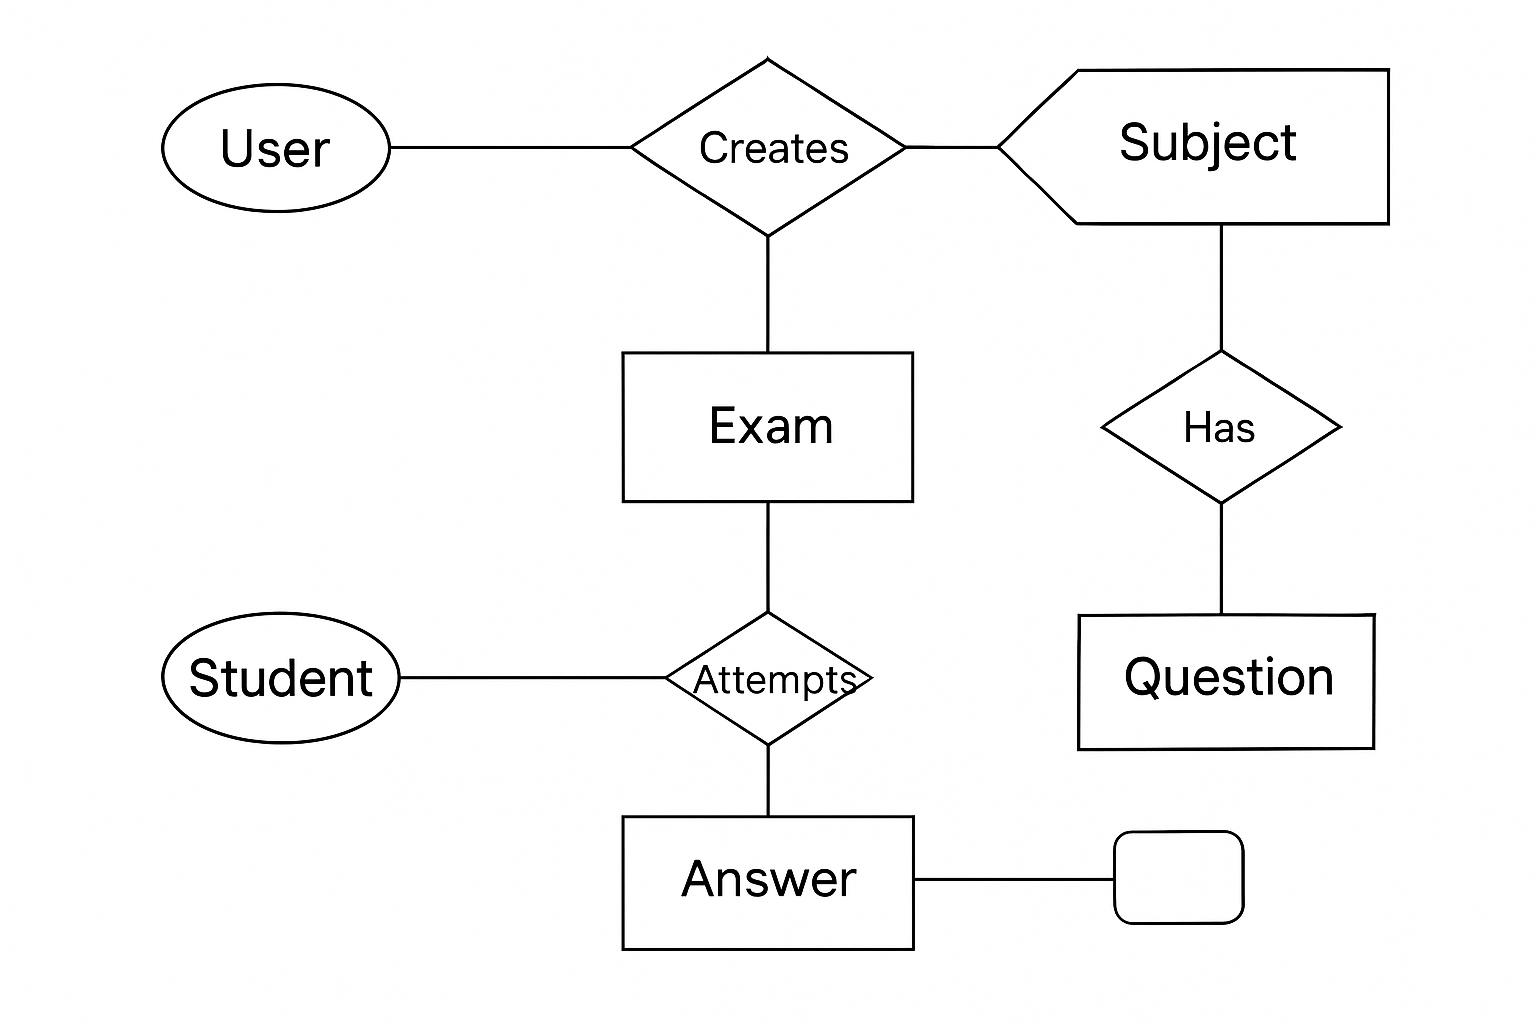 User
Creates
Subject
Exam
Has
Student
Attempts
Question
Answer